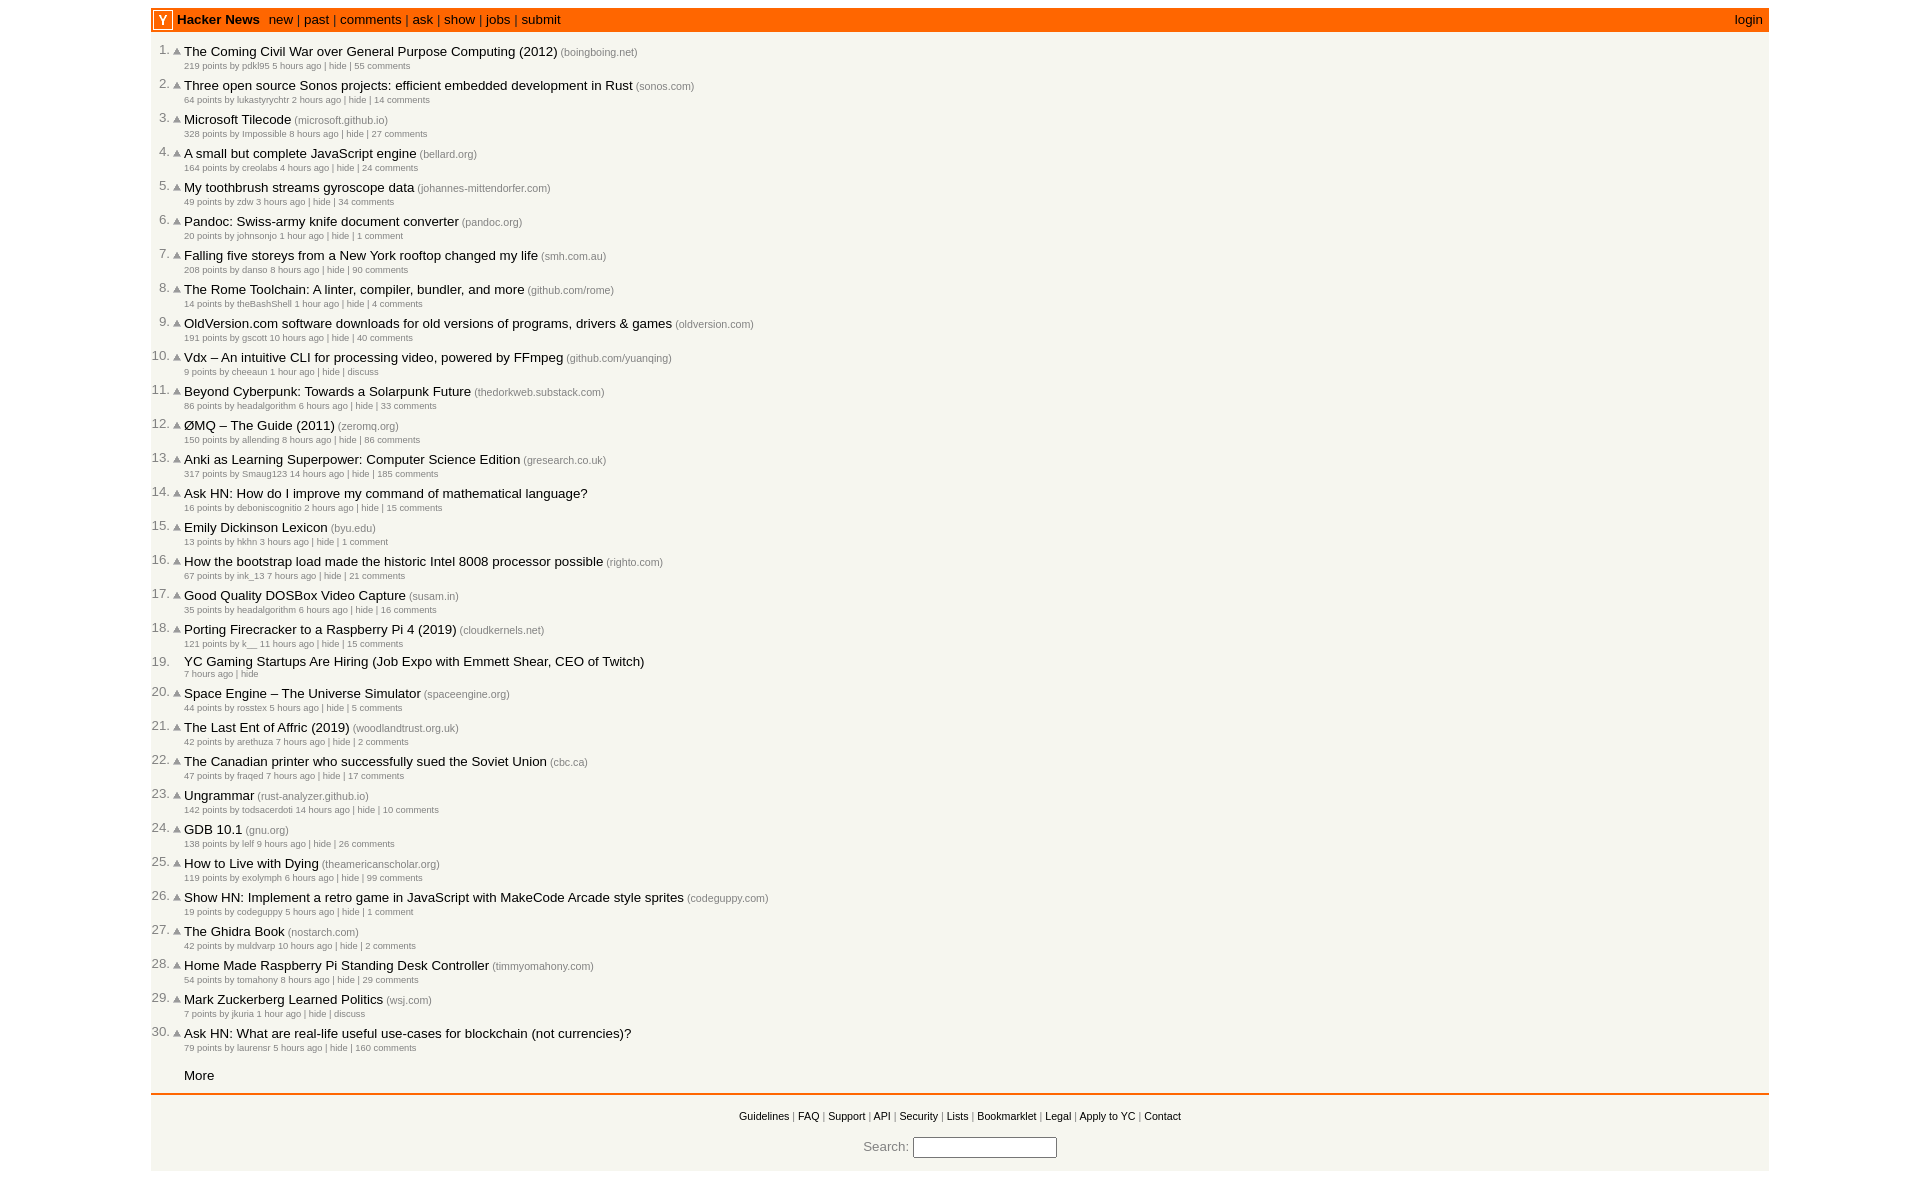 Y Hacker News new | past | comments | ask | show | jobs | submit login
1. The Coming Civil War over General Purpose Computing (2012) (boingboing.net)
219 points by pdkl95 5 hours ago | hide | 55 comments
2. Three open source Sonos projects: efficient embedded development in Rust (sonos.com)
64 points by lukastyrychtr 2 hours ago | hide | 14 comments
3. Microsoft Tilecode (microsoft.github.io)
328 points by Impossible 8 hours ago | hide | 27 comments
4. A small but complete JavaScript engine (bellard.org)
164 points by creolabs 4 hours ago | hide | 24 comments
5. My toothbrush streams gyroscope data (johannes-mittendorfer.com)
49 points by zdw 3 hours ago | hide | 34 comments
6. Pandoc: Swiss-army knife document converter (pandoc.org)
20 points by johnsonjo 1 hour ago | hide | 1 comment
7. Falling five storeys from a New York rooftop changed my life (smh.com.au)
208 points by danso 8 hours ago | hide | 90 comments
8. The Rome Toolchain: A linter, compiler, bundler, and more (github.com/rome)
14 points by theBashShell 1 hour ago | hide | 4 comments
9. OldVersion.com software downloads for old versions of programs, drivers & games (oldversion.com)
191 points by gscott 10 hours ago | hide | 40 comments
10. Vdx – An intuitive CLI for processing video, powered by FFmpeg (github.com/yuanqing)
9 points by cheeaun 1 hour ago | hide | discuss
11. Beyond Cyberpunk: Towards a Solarpunk Future (thedorkweb.substack.com)
86 points by headalgorithm 6 hours ago | hide | 33 comments
12. ØMQ – The Guide (2011) (zeromq.org)
150 points by allending 8 hours ago | hide | 86 comments
13. Anki as Learning Superpower: Computer Science Edition (gresearch.co.uk)
317 points by Smaug123 14 hours ago | hide | 185 comments
14. Ask HN: How do I improve my command of mathematical language?
16 points by deboniscognitio 2 hours ago | hide | 15 comments
15. Emily Dickinson Lexicon (byu.edu)
13 points by hkhn 3 hours ago | hide | 1 comment
16. How the bootstrap load made the historic Intel 8008 processor possible (righto.com)
67 points by ink_13 7 hours ago | hide | 21 comments
17. Good Quality DOSBox Video Capture (susam.in)
35 points by headalgorithm 6 hours ago | hide | 16 comments
18. Porting Firecracker to a Raspberry Pi 4 (2019) (cloudkernels.net)
121 points by k__ 11 hours ago | hide | 15 comments
19. YC Gaming Startups Are Hiring (Job Expo with Emmett Shear, CEO of Twitch)
7 hours ago | hide
20. Space Engine – The Universe Simulator (spaceengine.org)
44 points by rosstex 5 hours ago | hide | 5 comments
21. The Last Ent of Affric (2019) (woodlandtrust.org.uk)
42 points by arethuza 7 hours ago | hide | 2 comments
22. The Canadian printer who successfully sued the Soviet Union (cbc.ca)
47 points by fraqed 7 hours ago | hide | 17 comments
23. Ungrammar (rust-analyzer.github.io)
142 points by todsacerdoti 14 hours ago | hide | 10 comments
24. GDB 10.1 (gnu.org)
138 points by lelf 9 hours ago | hide | 26 comments
25. How to Live with Dying (theamericanscholar.org)
119 points by exolymph 6 hours ago | hide | 99 comments
26. Show HN: Implement a retro game in JavaScript with MakeCode Arcade style sprites (codeguppy.com)
19 points by codeguppy 5 hours ago | hide | 1 comment
27. The Ghidra Book (nostarch.com)
42 points by muldvarp 10 hours ago | hide | 2 comments
28. Home Made Raspberry Pi Standing Desk Controller (timmyomahony.com)
54 points by tomahony 8 hours ago | hide | 29 comments
29. Mark Zuckerberg Learned Politics (wsj.com)
7 points by jkuria 1 hour ago | hide | discuss
30. Ask HN: What are real-life useful use-cases for blockchain (not currencies)?
79 points by laurensr 5 hours ago | hide | 160 comments
More
Guidelines | FAQ | Support | API | Security | Lists | Bookmarklet | Legal | Apply to YC | Contact
Search: